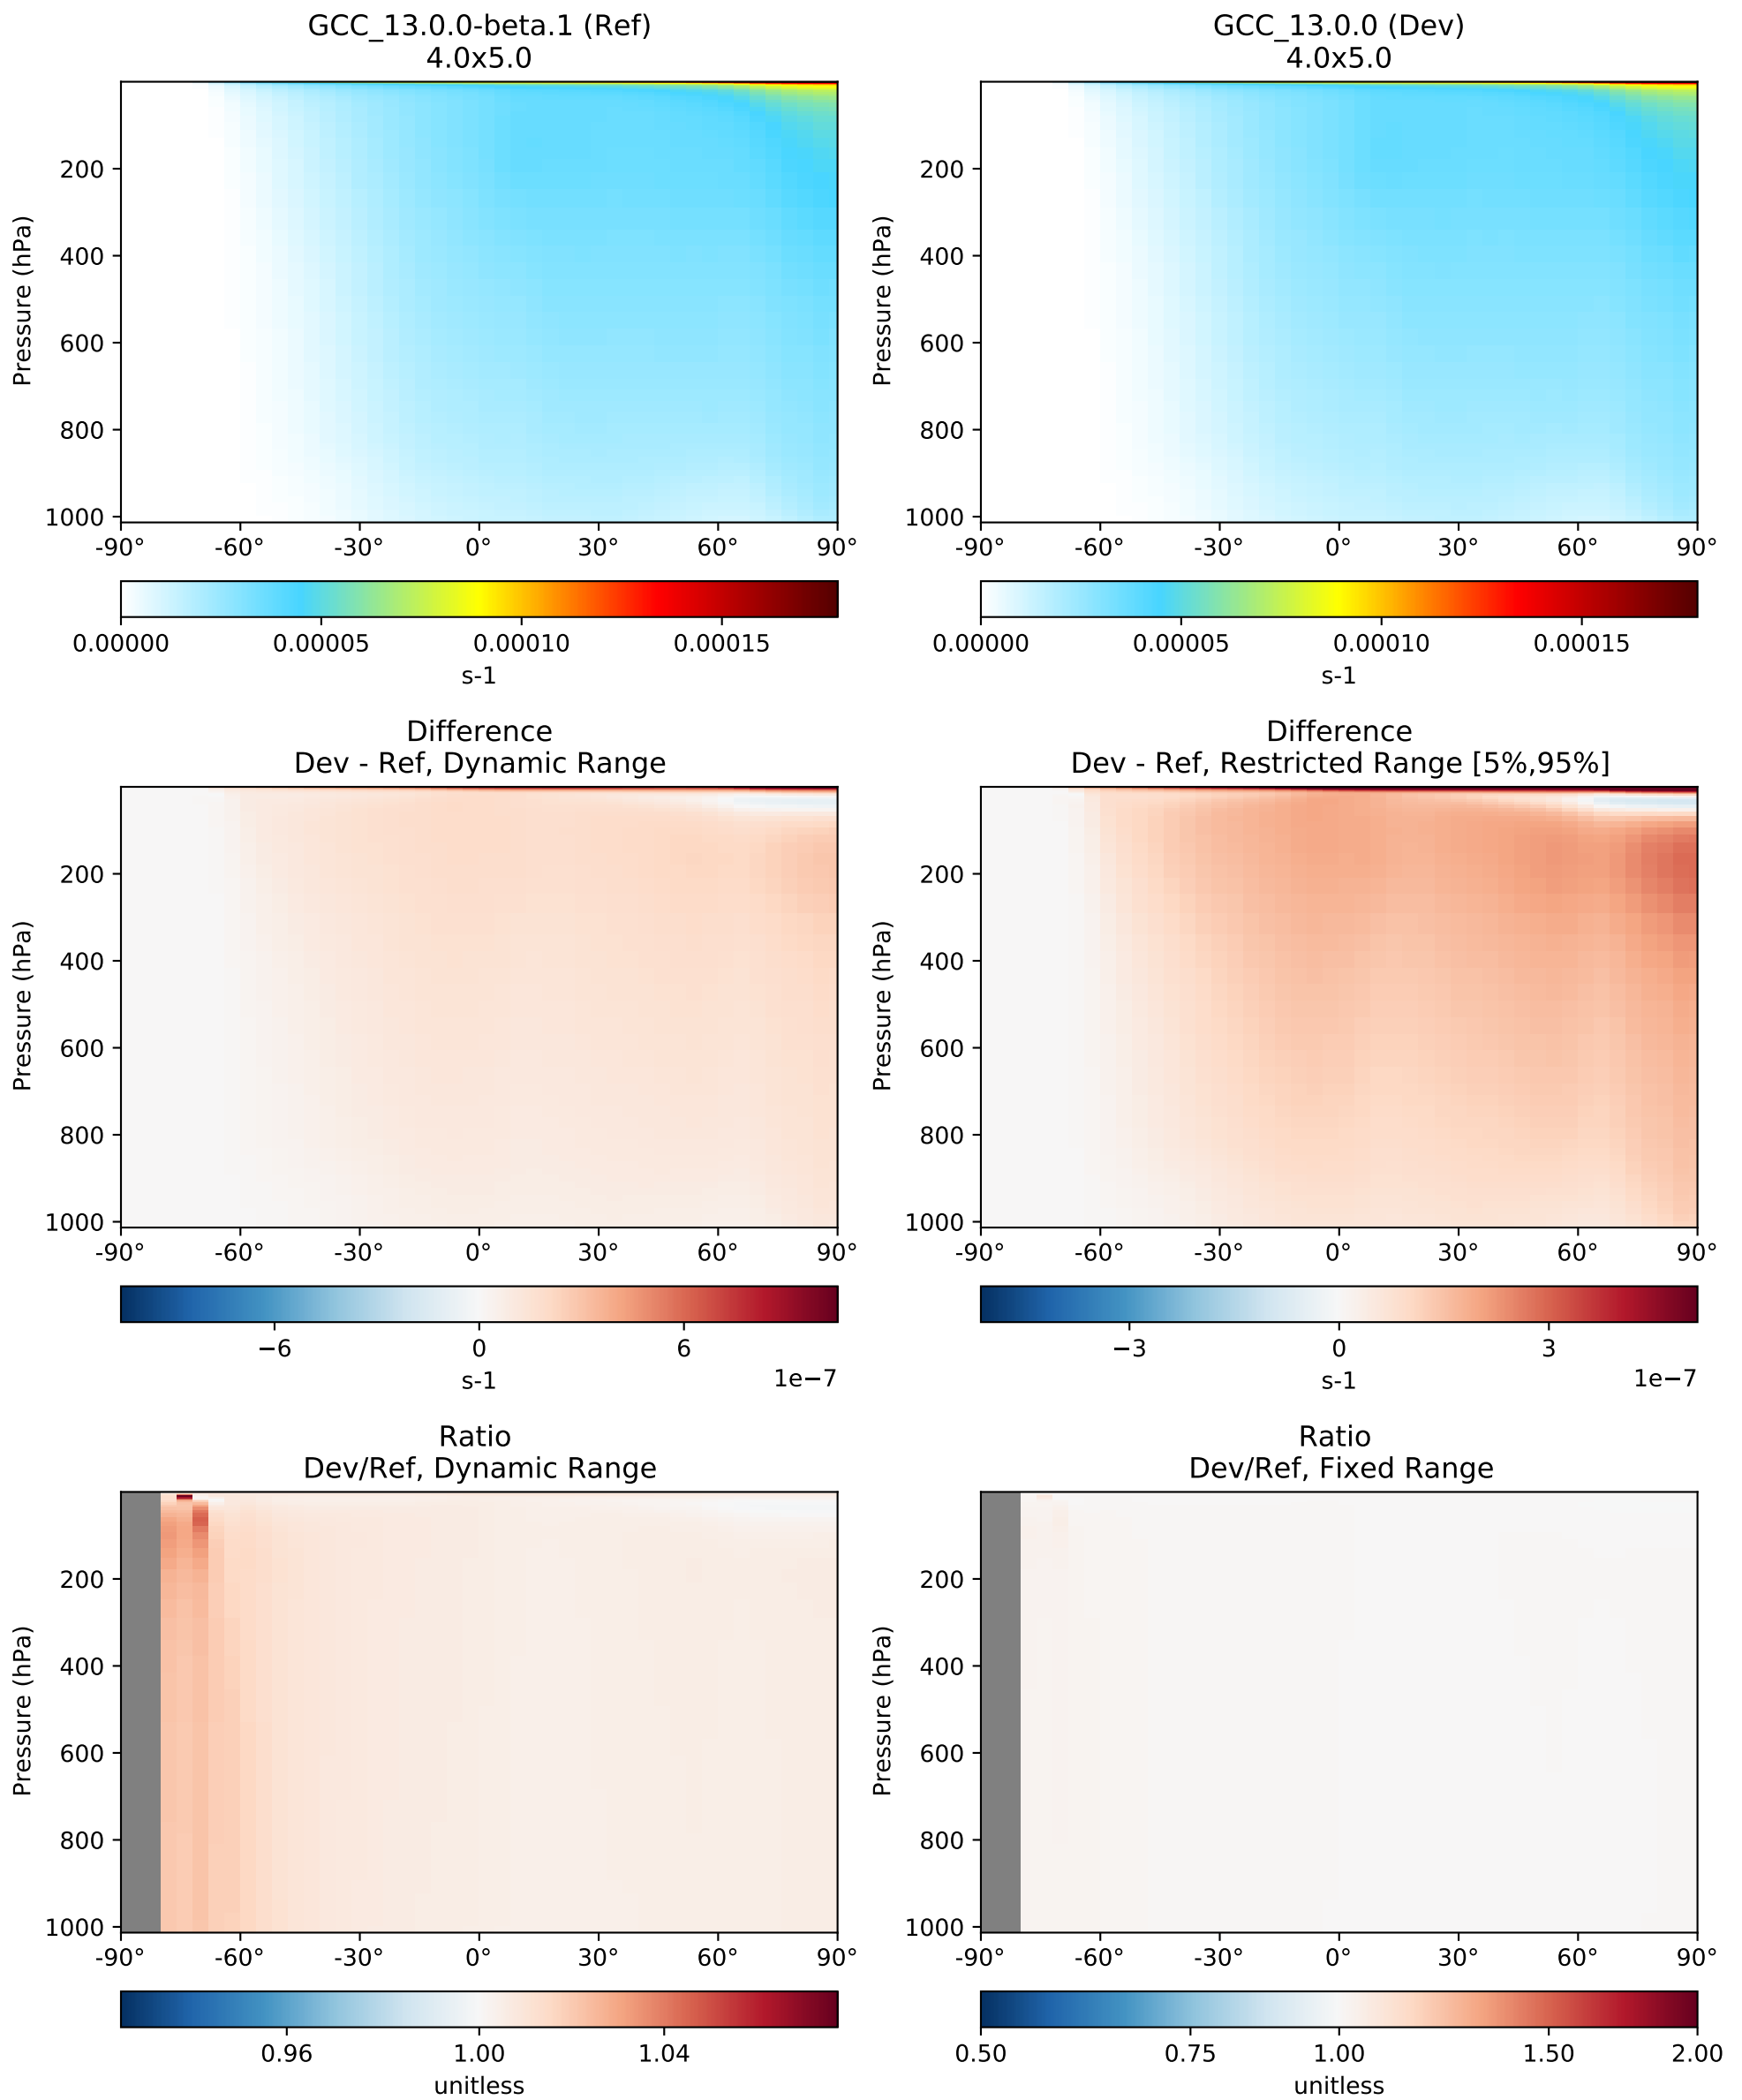 GCC_13.0.0-beta.1 (Ref)
4.0x5.0
Pressure (hPa)
200
400
600
800
1000
-90° -60° -30° 0° 30° 60° 90°
0.00000 0.00005 0.00010 0.00015
s-1
GCC_13.0.0 (Dev)
4.0x5.0
Pressure (hPa)
200
400
600
800
1000
-90° -60° -30° 0° 30° 60° 90°
0.00000 0.00005 0.00010 0.00015
s-1
Difference
Dev - Ref, Dynamic Range
Pressure (hPa)
200
400
600
800
1000
-90° -60° -30° 0° 30° 60° 90°
−6 0 6
s-1 1e−7
Difference
Dev - Ref, Restricted Range [5%,95%]
Pressure (hPa)
200
400
600
800
1000
-90° -60° -30° 0° 30° 60° 90°
−3 0 3
s-1 1e−7
Ratio
Dev/Ref, Dynamic Range
Pressure (hPa)
200
400
600
800
1000
-90° -60° -30° 0° 30° 60° 90°
0.96 1.00 1.04
unitless
Ratio
Dev/Ref, Fixed Range
Pressure (hPa)
200
400
600
800
1000
-90° -60° -30° 0° 30° 60° 90°
0.50 0.75 1.00 1.50 2.00
unitless